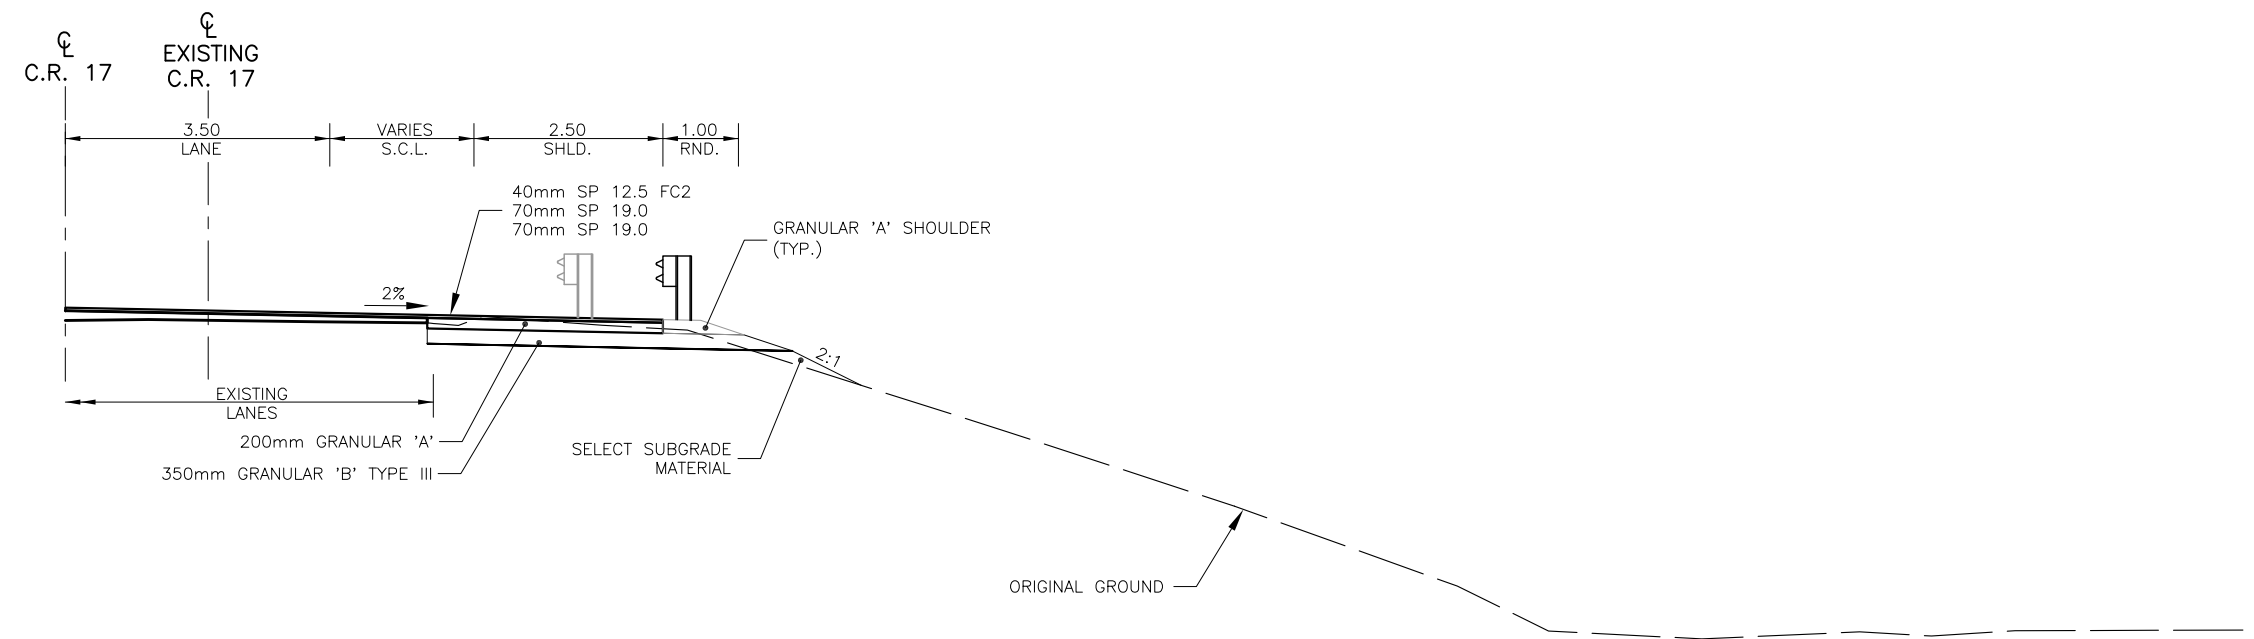 ℄
C.R. 17
℄
EXISTING
C.R. 17
3.50
LANE
VARIES
S.C.L.
2.50
SHLD.
1.00
RND.
40mm SP 12.5 FC2
70mm SP 19.0
70mm SP 19.0
GRANULAR 'A' SHOULDER
(TYP.)
2%
2:1
EXISTING
LANES
200mm GRANULAR 'A'
350mm GRANULAR 'B' TYPE III
SELECT SUBGRADE
MATERIAL
ORIGINAL GROUND